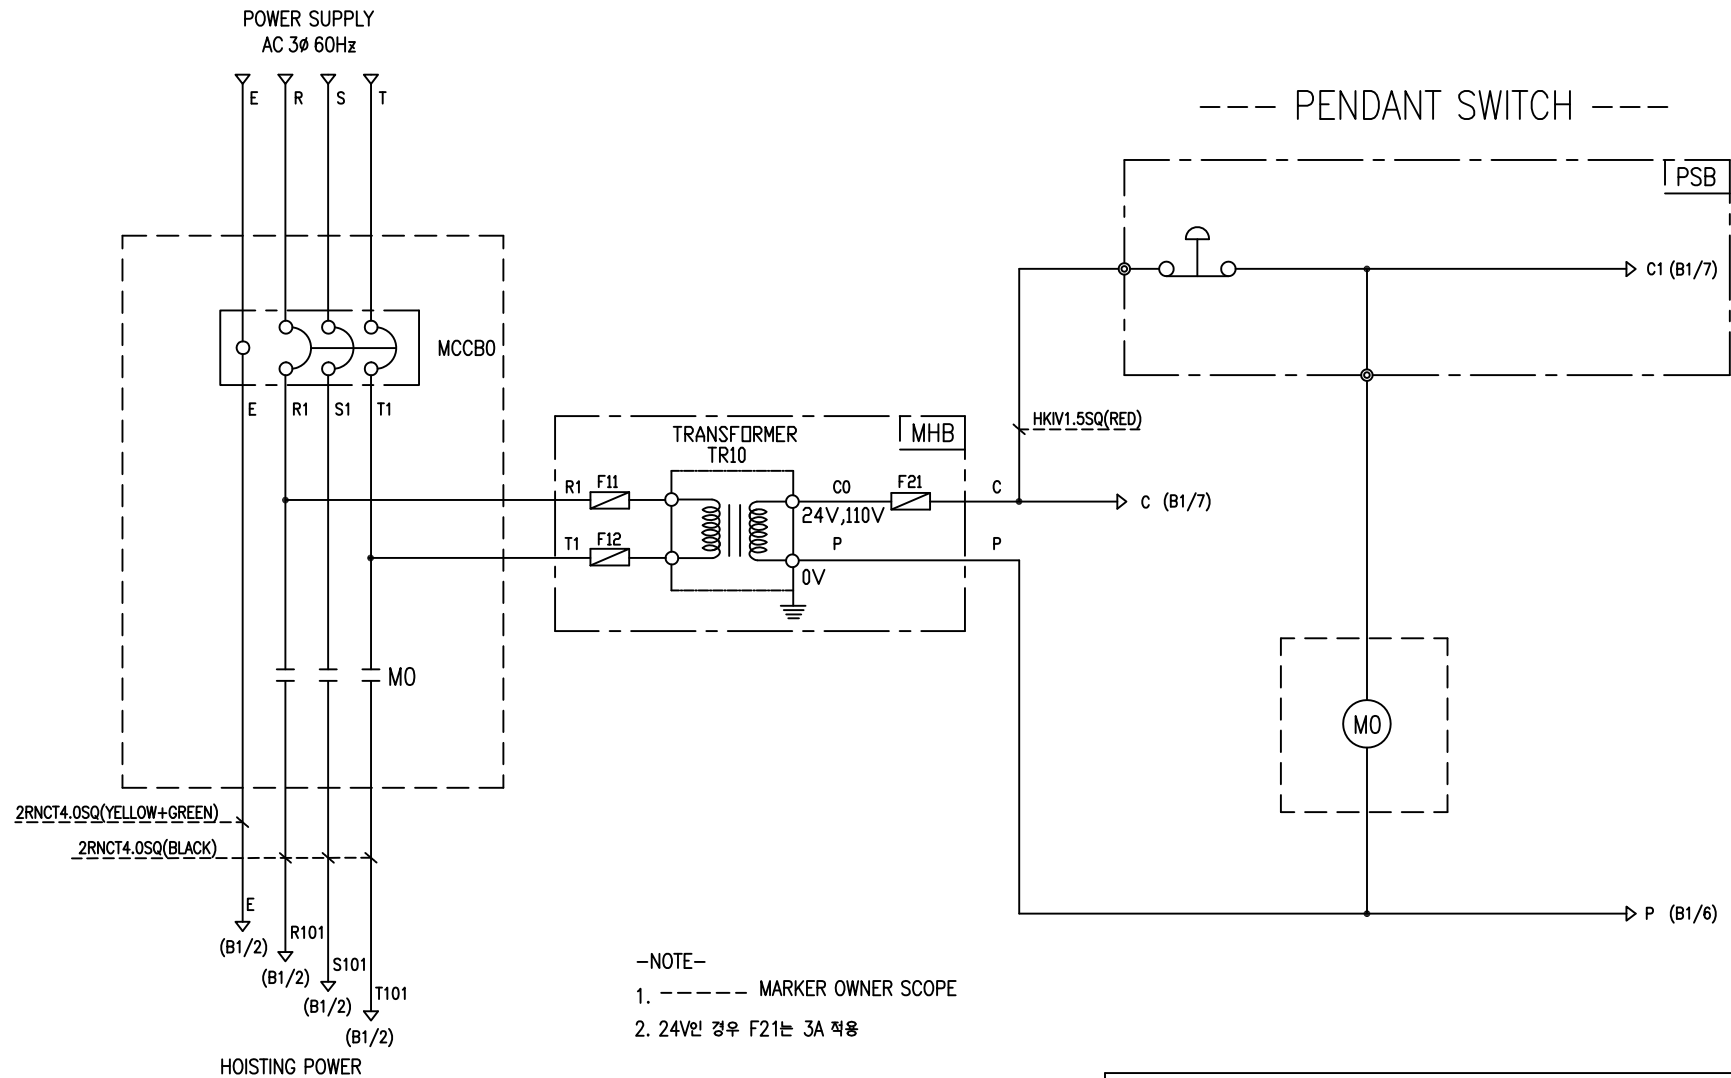 POWER SUPPLY
AC 3Ø 60Hz
E
R
S
T
--- PENDANT SWITCH ---
PSB
C1 (B1/7)
MCCB0
E
R1
S1
T1
HKIV1.5SQ(RED)
TRANSFORMER
TR10
MHB
R1
F11
C0
F21
C
C (B1/7)
24V,110V
T1
F12
P
P
0V
M0
M0
2RNCT4.0SQ(YELLOW+GREEN)
2RNCT4.0SQ(BLACK)
E
(B1/2)
R101
(B1/2)
S101
(B1/2)
T101
(B1/2)
HOISTING POWER
P (B1/6)
-NOTE-
1. ------ MARKER OWNER SCOPE
2. 24V인 경우 F21는 3A 적용